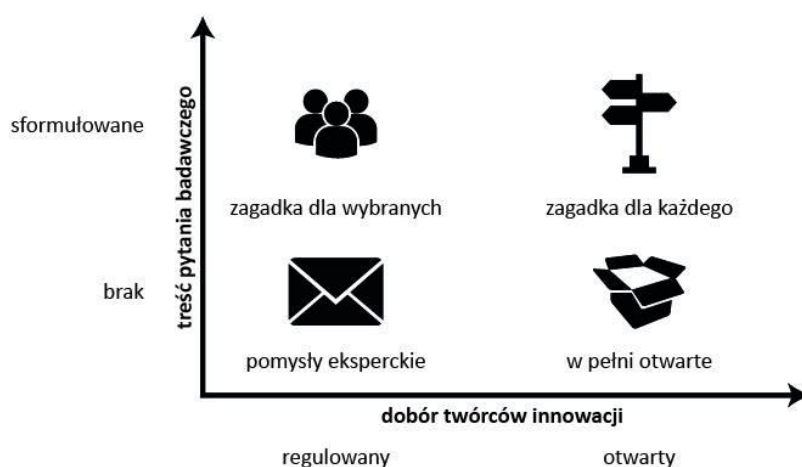 treść pytania badawczego
sformułowane
zagadka dla wybranych
zagadka dla każdego
brak
pomysły eksperckie
w pełni otwarte
dobór twórców innowacji
regulowany
otwarty